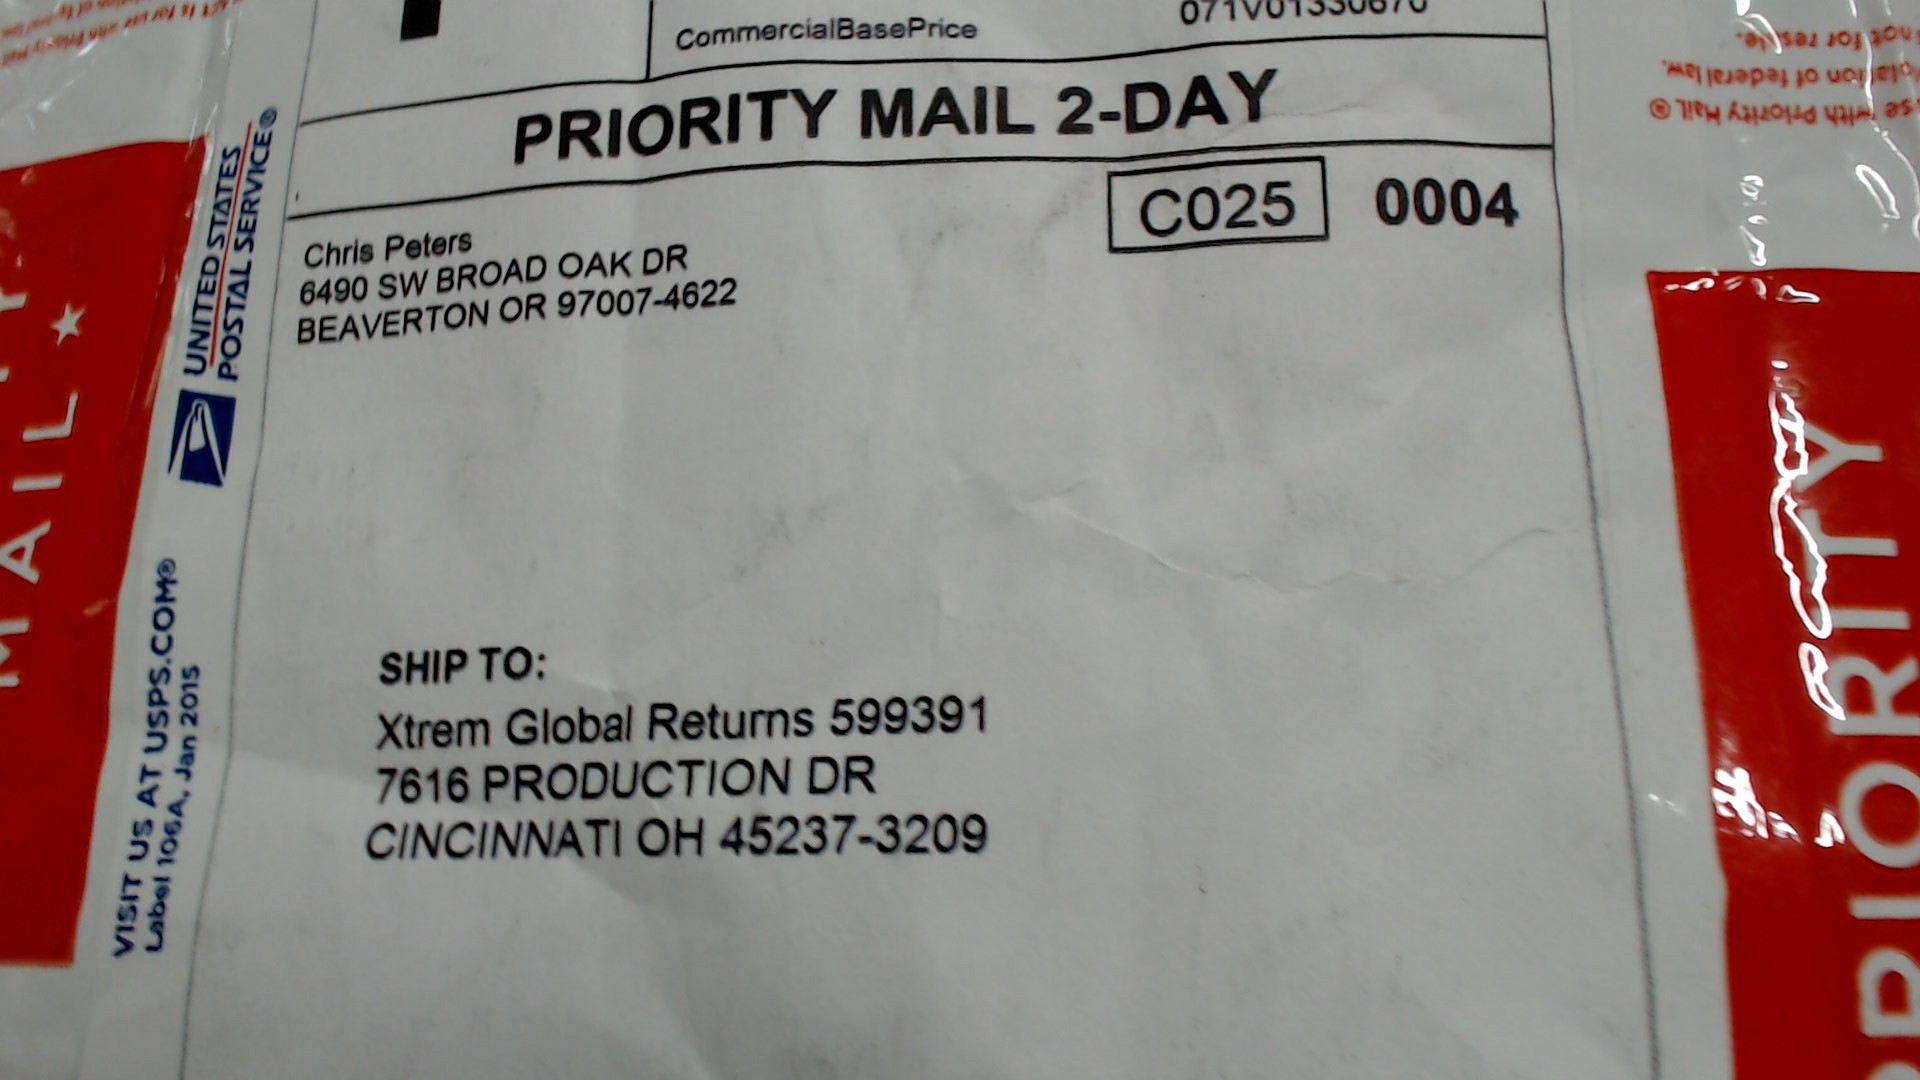 CommercialBasePrice
PRIORITY MAIL 2-DAY
C025 0004
Chris Peters
6490 SW BROAD OAK DR
BEAVERTON OR 97007-4622
SHIP TO:
Xtrem Global Returns 599391
7616 PRODUCTION DR
CINCINNATI OH 45237-3209
UNITED STATES
POSTAL SERVICE®
VISIT US AT USPS.COM®
Label 106A, Jan 2015
MAIL
PRIORITY
not for resale.
of federal law.
with Priority Mail®